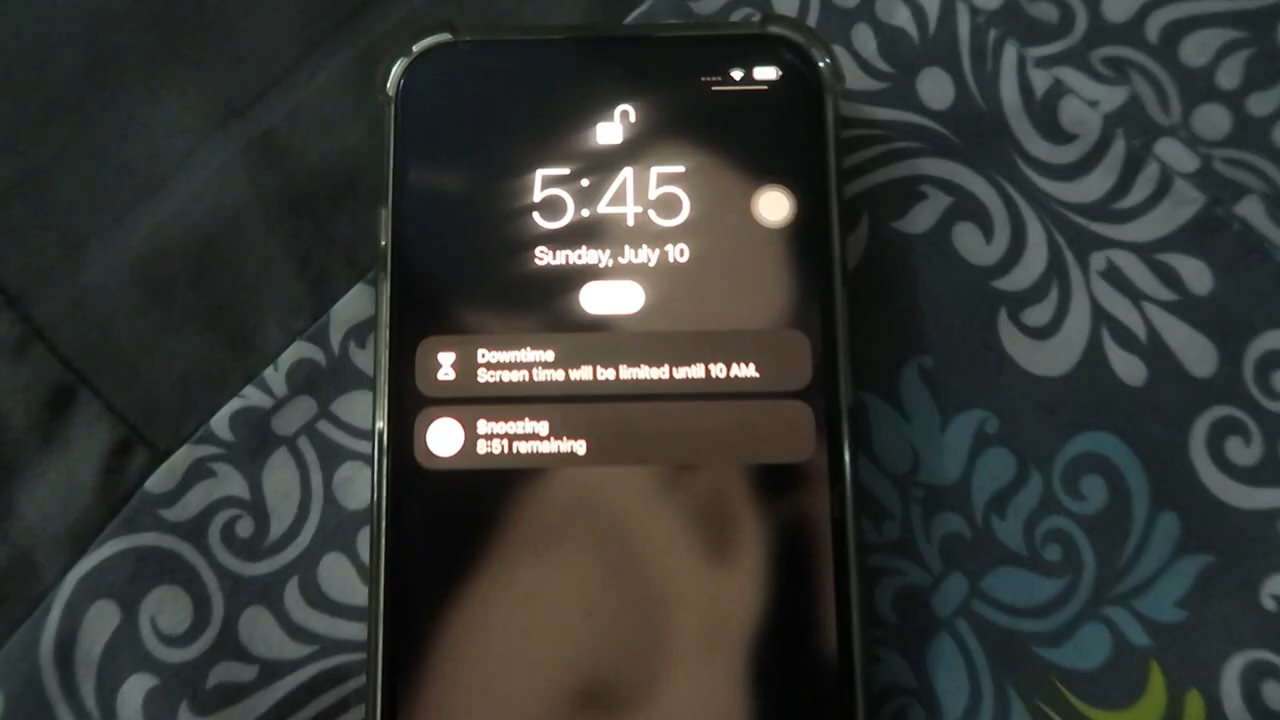 5:45
Sunday, July 10
Downtime
Screen time will be limited until 10 AM.
Snoozing
8:51 remaining